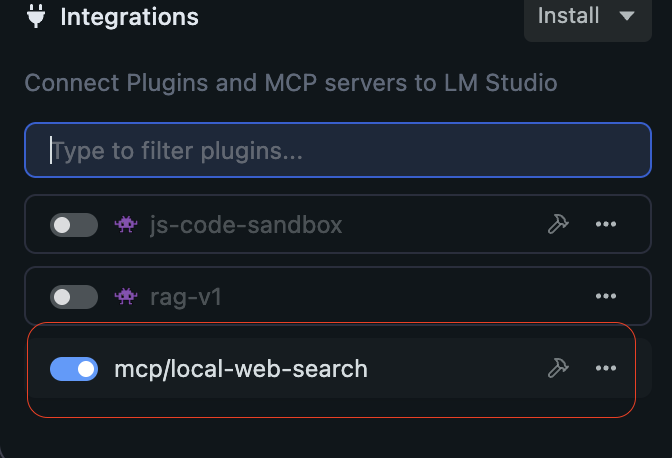 Integrations
Install
Connect Plugins and MCP servers to LM Studio
Type to filter plugins...
js-code-sandbox
rag-v1
mcp/local-web-search